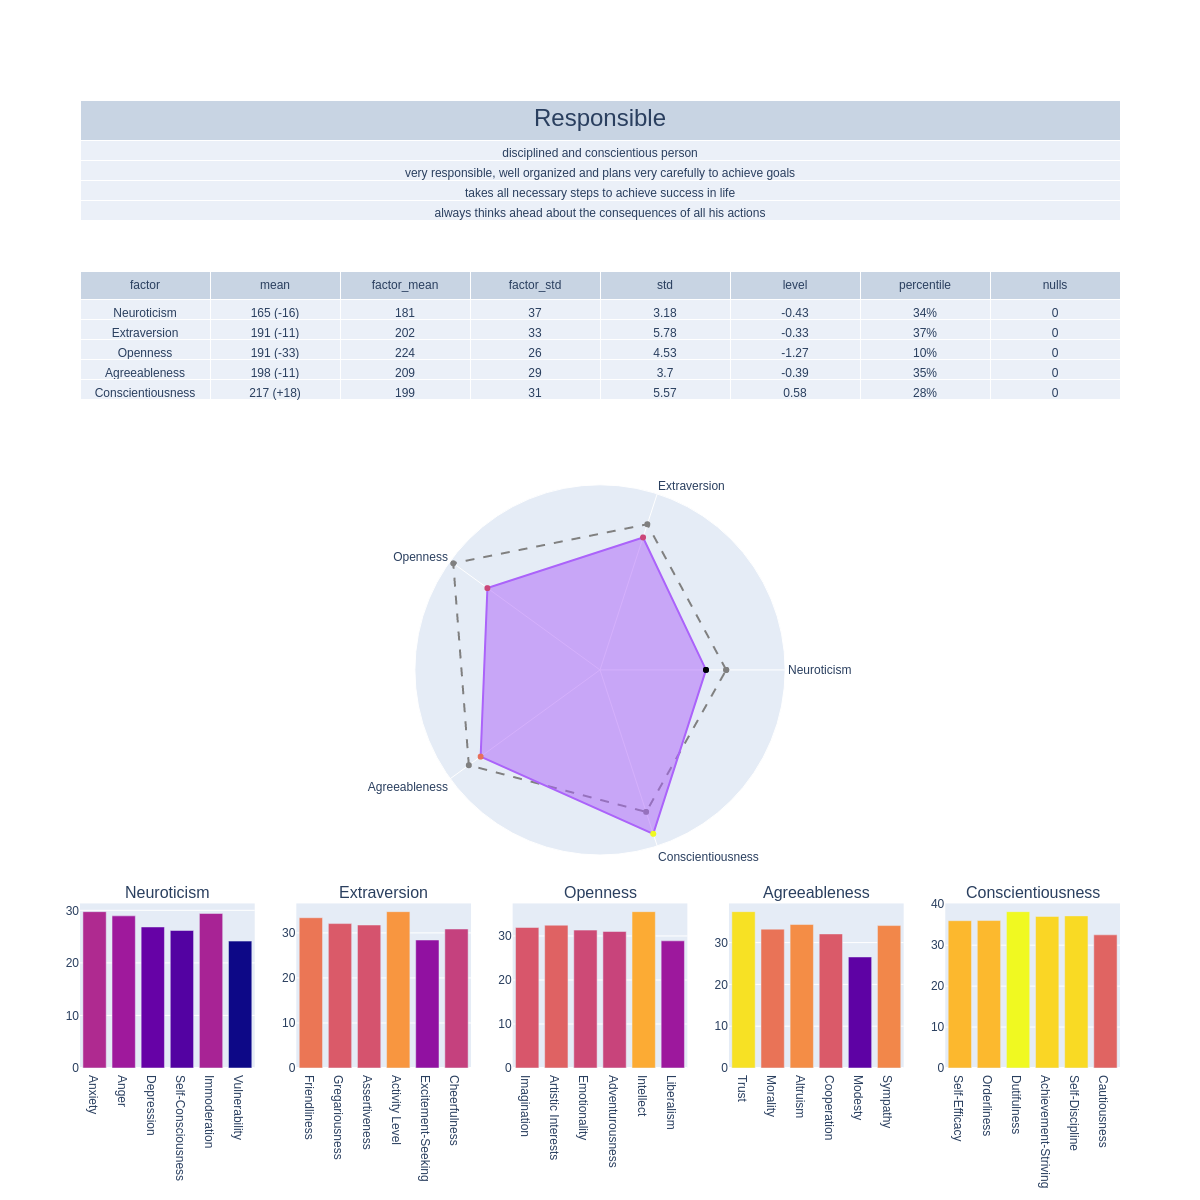 Responsible
disciplined and conscientious person
very responsible, well organized and plans very carefully to achieve goals
takes all necessary steps to achieve success in life
always thinks ahead about the consequences of all his actions
factor mean factor_mean factor_std std level percentile nulls
Neuroticism 165 (-16) 181 37 3.18 -0.43 34% 0
Extraversion 191 (-11) 202 33 5.78 -0.33 37% 0
Openness 191 (-33) 224 26 4.53 -1.27 10% 0
Agreeableness 198 (-11) 209 29 3.7 -0.39 35% 0
Conscientiousness 217 (+18) 199 31 5.57 0.58 28% 0
Extraversion
Openness
Neuroticism
Agreeableness
Conscientiousness
Neuroticism
30
20
10
0
Anxiety
Anger
Depression
Self-Consciousness
Immoderation
Vulnerability
Extraversion
30
20
10
0
Friendliness
Gregariousness
Assertiveness
Activity Level
Excitement-Seeking
Cheerfulness
Openness
30
20
10
0
Imagination
Artistic Interests
Emotionality
Adventurousness
Intellect
Liberalism
Agreeableness
30
20
10
0
Trust
Morality
Altruism
Cooperation
Modesty
Sympathy
Conscientiousness
40
30
20
10
0
Self-Efficacy
Orderliness
Dutifulness
Achievement-Striving
Self-Discipline
Cautiousness